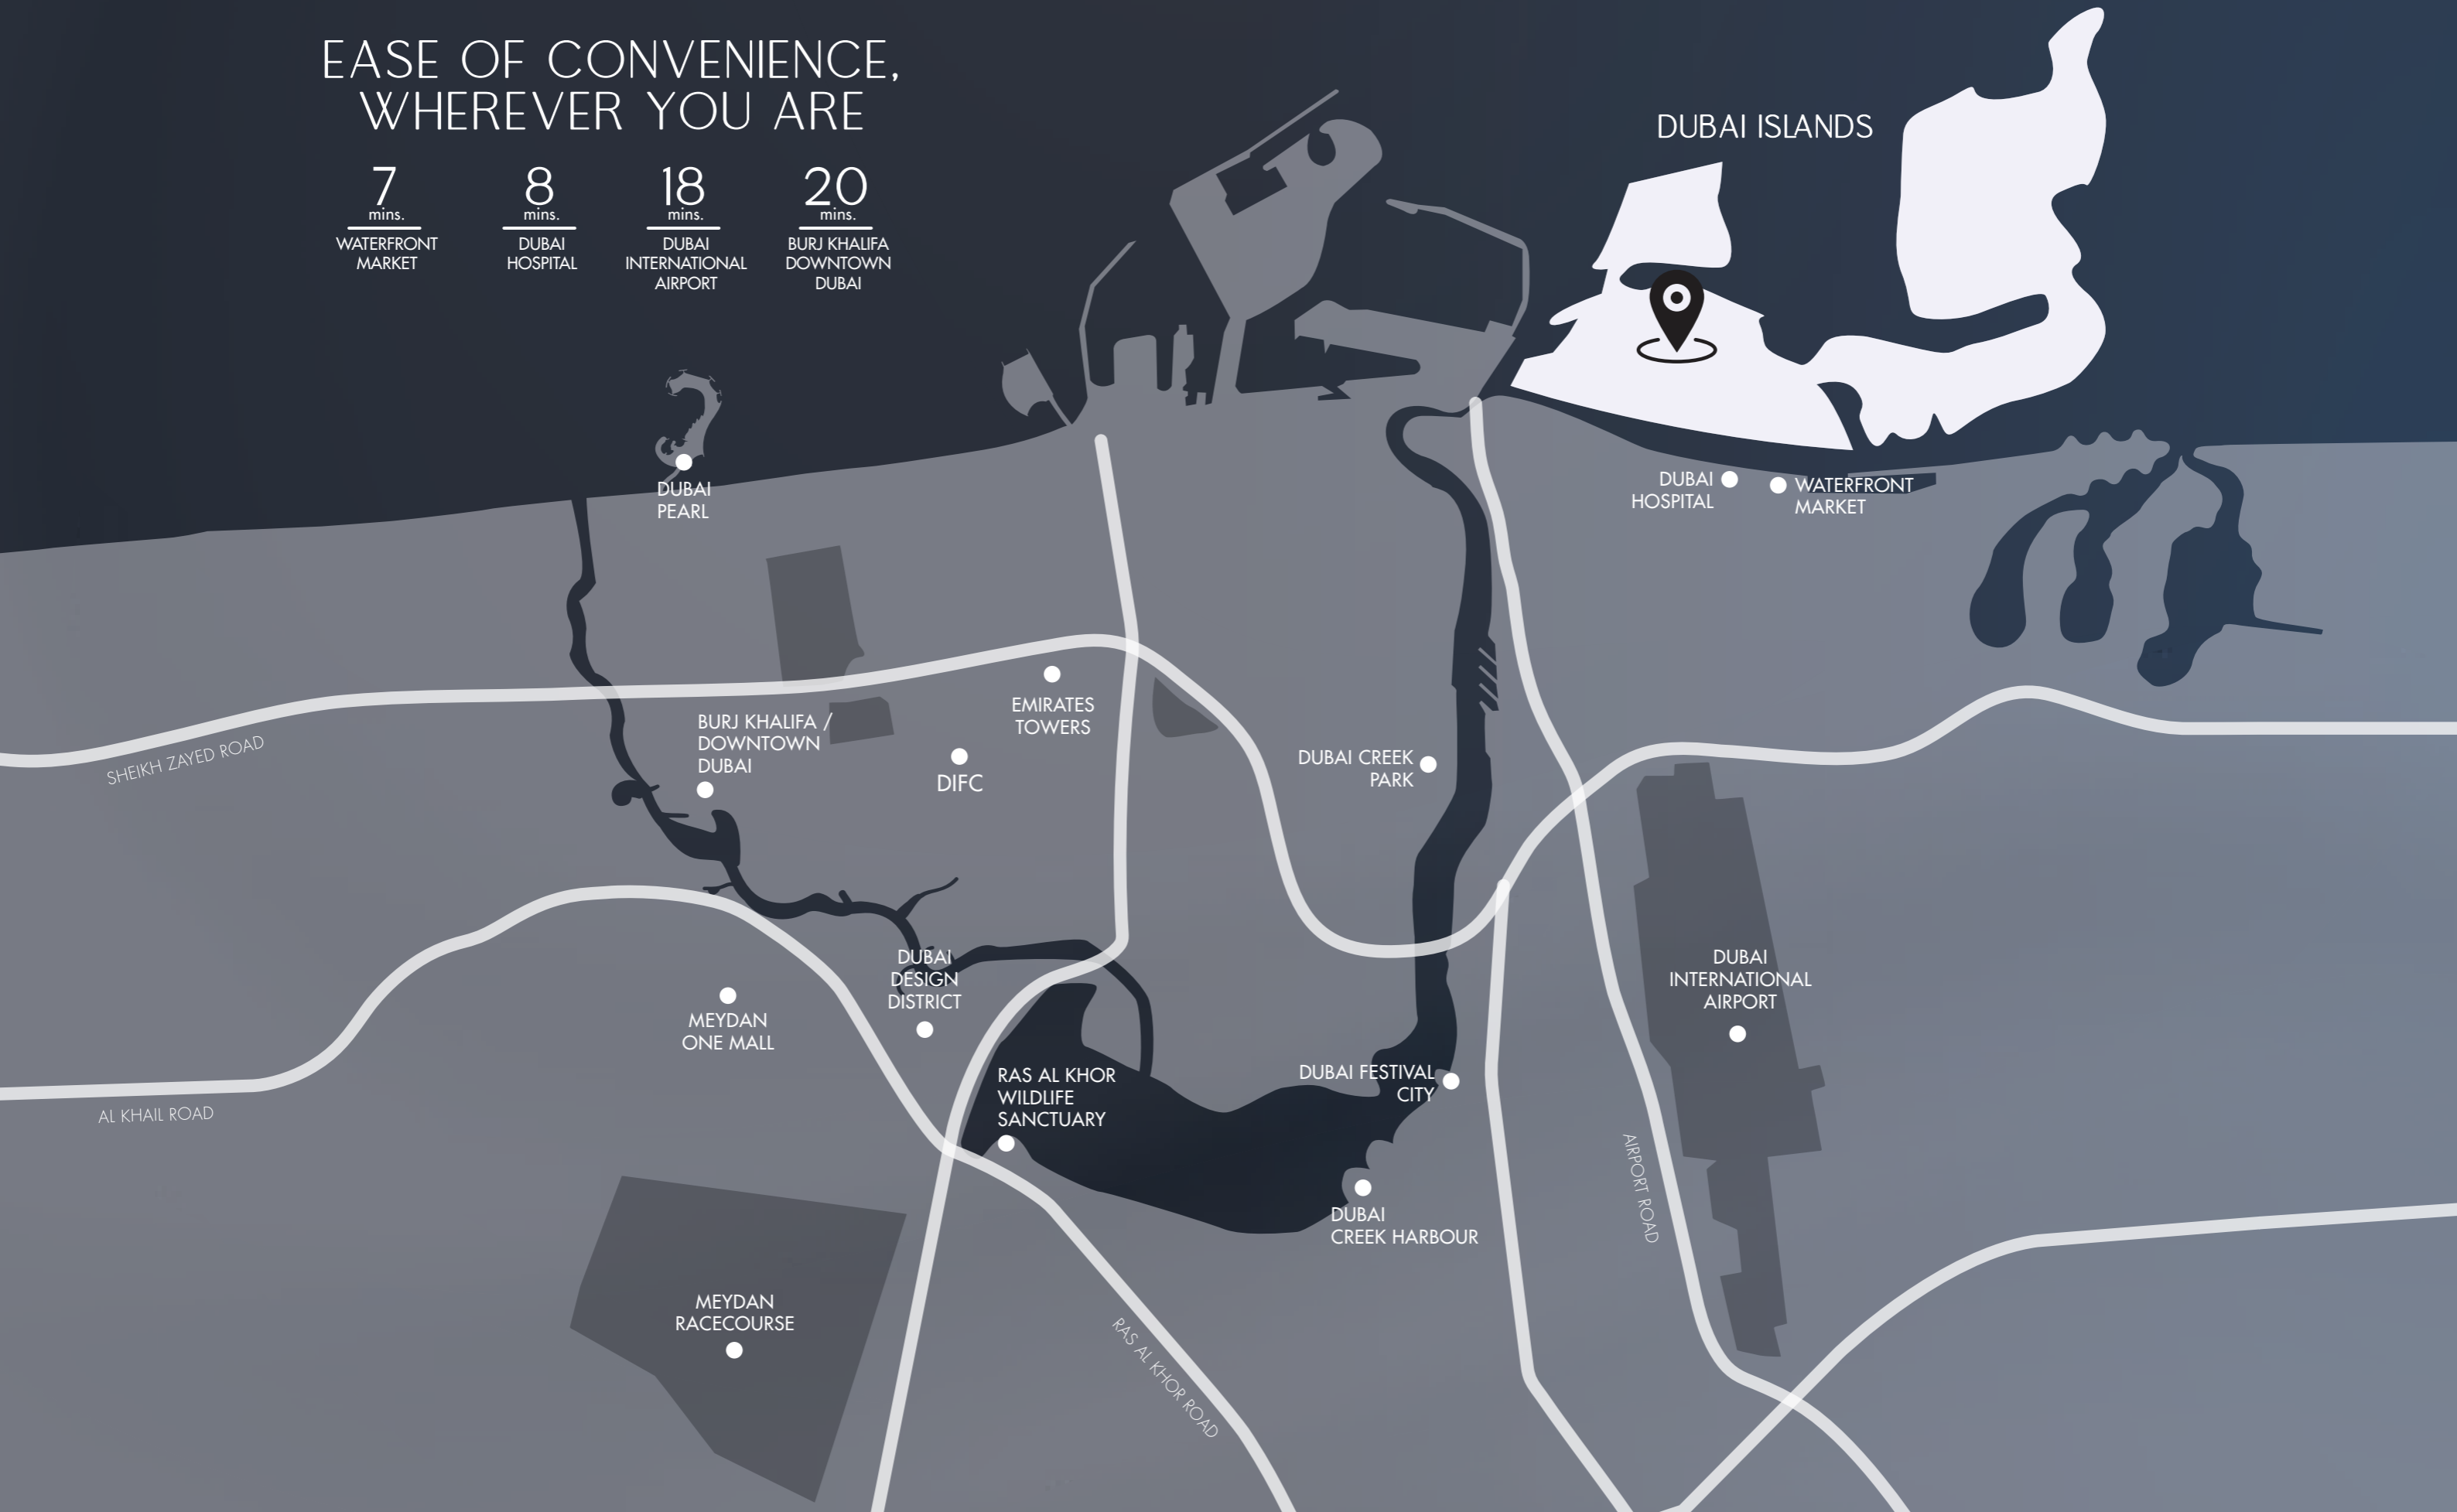 EASE OF CONVENIENCE,
WHEREVER YOU ARE
7
mins.
WATERFRONT
MARKET
8
mins.
DUBAI
HOSPITAL
18
mins.
DUBAI
INTERNATIONAL
AIRPORT
20
mins.
BURJ KHALIFA
DOWNTOWN
DUBAI
DUBAI ISLANDS
DUBAI
PEARL
DUBAI
HOSPITAL
WATERFRONT
MARKET
EMIRATES
TOWERS
BURJ KHALIFA /
DOWNTOWN
DUBAI
DIFC
DUBAI CREEK
PARK
SHEIKH ZAYED ROAD
DUBAI
DESIGN
DISTRICT
DUBAI
INTERNATIONAL
AIRPORT
MEYDAN
ONE MALL
RAS AL KHOR
WILDLIFE
SANCTUARY
DUBAI FESTIVAL
CITY
AL KHAIL ROAD
AIRPORT ROAD
DUBAI
CREEK HARBOUR
MEYDAN
RACECOURSE
RAS AL KHOR ROAD